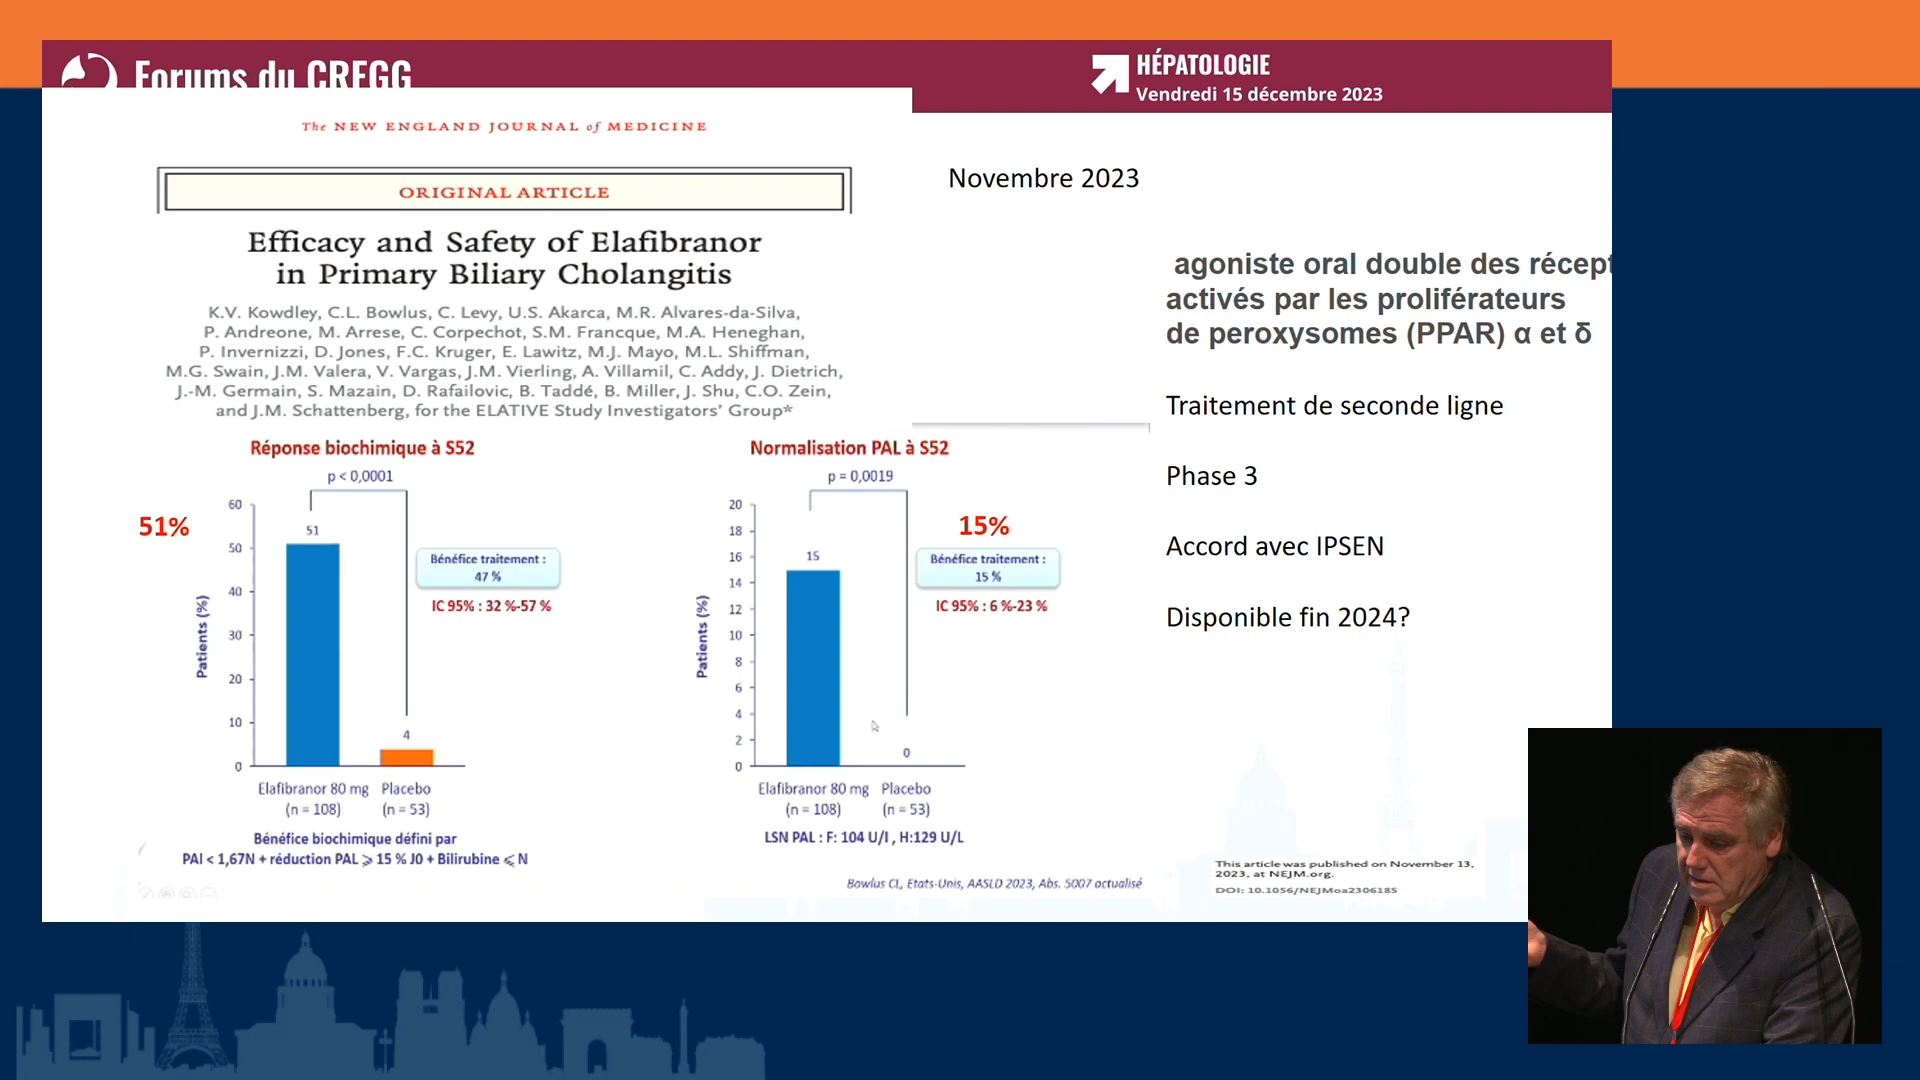 Forums du CREGG
HÉPATOLOGIE
Vendredi 15 décembre 2023
The NEW ENGLAND JOURNAL of MEDICINE
ORIGINAL ARTICLE
Efficacy and Safety of Elafibranor
in Primary Biliary Cholangitis
K.V. Kowdley, C.L. Bowlus, C. Levy, U.S. Akarca, M.R. Alvares-da-Silva,
P. Andreone, M. Arrese, C. Corpechot, S.M. Francque, M.A. Heneghan,
P. Invernizzi, D. Jones, F.C. Kruger, E. Lawitz, M.J. Mayo, M.L. Shiffman,
M.G. Swain, J.M. Valera, V. Vargas, J.M. Vierling, A. Villamil, C. Addy, J. Dietrich,
J.-M. Germain, S. Mazain, D. Rafailovic, B. Taddé, B. Miller, J. Shu, C.O. Zein,
and J.M. Schattenberg, for the ELATIVE Study Investigators' Group*
Réponse biochimique à S52
p < 0,0001
51%
Patients (%)
60
50
40
30
20
10
0
51
4
Bénéfice traitement :
47 %
IC 95% : 32 %-57 %
Elafibranor 80 mg Placebo
(n = 108) (n = 53)
Bénéfice biochimique défini par
PAl < 1,67N + réduction PAL ⩾ 15 % J0 + Bilirubine ⩽ N
Normalisation PAL à S52
p = 0,0019
15%
Patients (%)
20
18
16
14
12
10
8
6
4
2
0
15
0
Bénéfice traitement :
15 %
IC 95% : 6 %-23 %
Elafibranor 80 mg Placebo
(n = 108) (n = 53)
LSN PAL : F: 104 U/l , H:129 U/L
Bowlus CL, Etats-Unis, AASLD 2023, Abs. 5007 actualisé
Novembre 2023
agoniste oral double des récept
activés par les proliférateurs
de peroxysomes (PPAR) α et δ
Traitement de seconde ligne
Phase 3
Accord avec IPSEN
Disponible fin 2024?
This article was published on November 13,
2023, at NEJM.org.
DOI: 10.1056/NEJMoa2306185